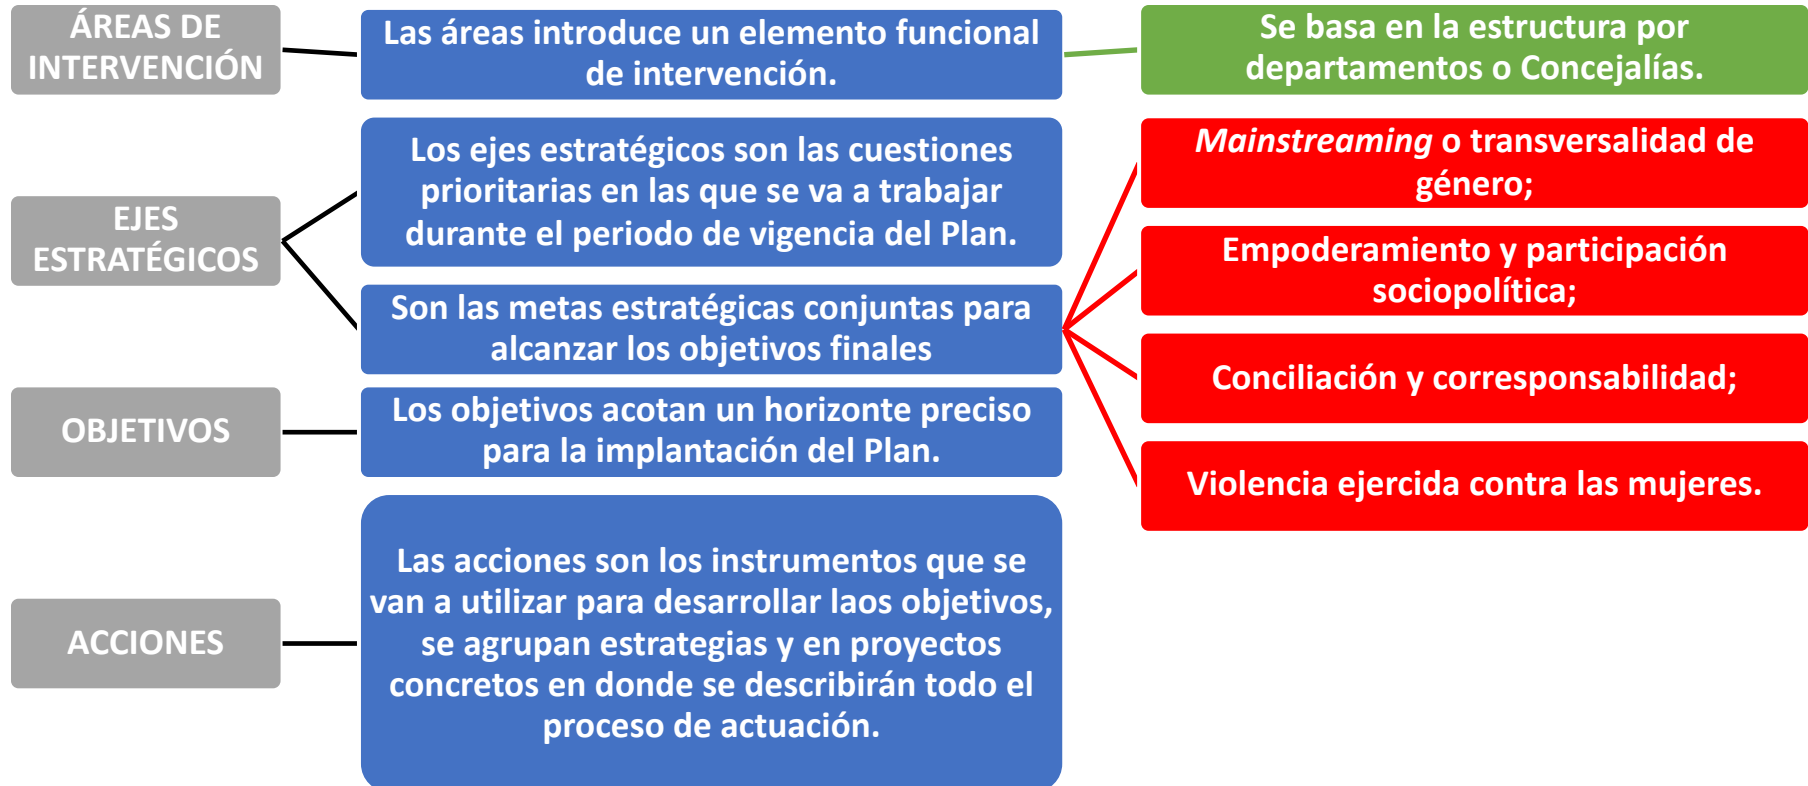 ÁREAS DE
INTERVENCIÓN
Las áreas introduce un elemento funcional
de intervención.
Se basa en la estructura por
departamentos o Concejalías.
EJES
ESTRATÉGICOS
Los ejes estratégicos son las cuestiones
prioritarias en las que se va a trabajar
durante el periodo de vigencia del Plan.
Son las metas estratégicas conjuntas para
alcanzar los objetivos finales
Mainstreaming o transversalidad de
género;
Empoderamiento y participación
sociopolítica;
Conciliación y corresponsabilidad;
Violencia ejercida contra las mujeres.
OBJETIVOS
Los objetivos acotan un horizonte preciso
para la implantación del Plan.
ACCIONES
Las acciones son los instrumentos que se
van a utilizar para desarrollar laos objetivos,
se agrupan estrategias y en proyectos
concretos en donde se describirán todo el
proceso de actuación.